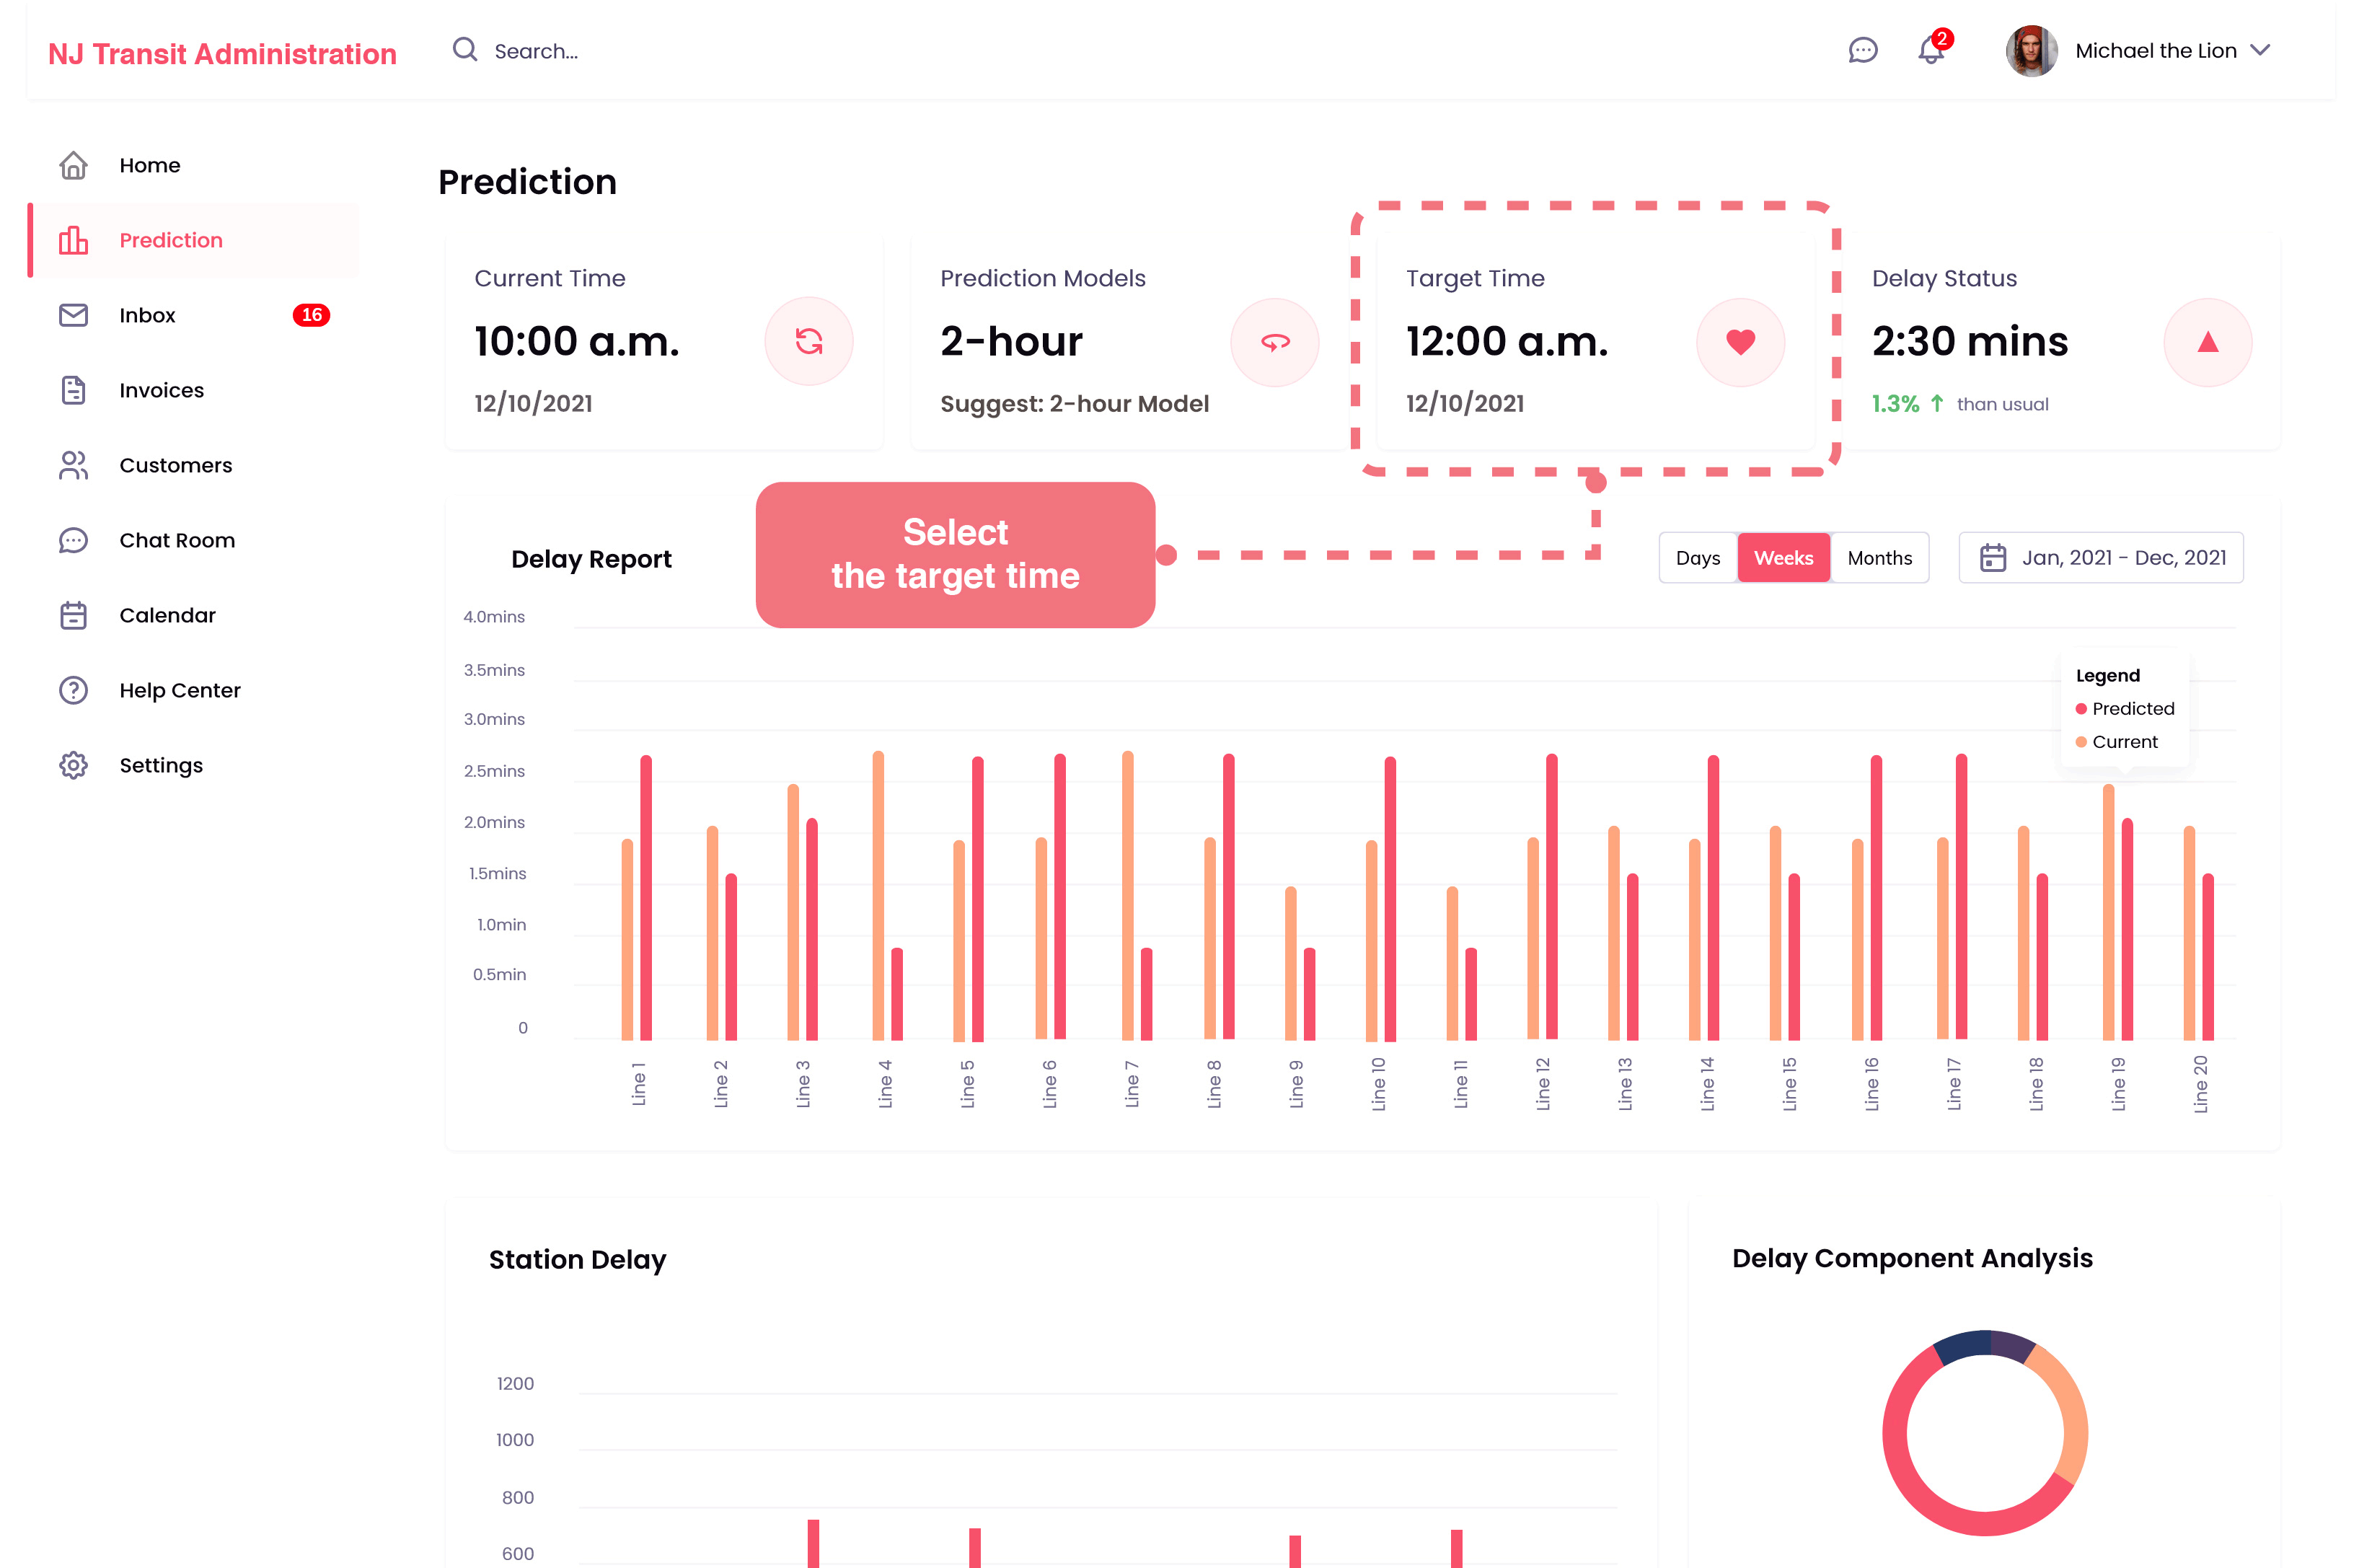 NJ Transit Administration
Search...
2
Michael the Lion
Home
Prediction
Inbox
16
Invoices
Customers
Chat Room
Calendar
Help Center
Settings
Prediction
Current Time
10:00 a.m.
12/10/2021
Prediction Models
2-hour
Suggest: 2-hour Model
Target Time
12:00 a.m.
12/10/2021
Delay Status
2:30 mins
1.3% ↑ than usual
Delay Report
Select
the target time
Days
Weeks
Months
Jan, 2021 - Dec, 2021
4.0mins
3.5mins
3.0mins
2.5mins
2.0mins
1.5mins
1.0min
0.5min
0
Legend
Predicted
Current
Line 1
Line 2
Line 3
Line 4
Line 5
Line 6
Line 7
Line 8
Line 9
Line 10
Line 11
Line 12
Line 13
Line 14
Line 15
Line 16
Line 17
Line 18
Line 19
Line 20
Station Delay
1200
1000
800
600
Delay Component Analysis